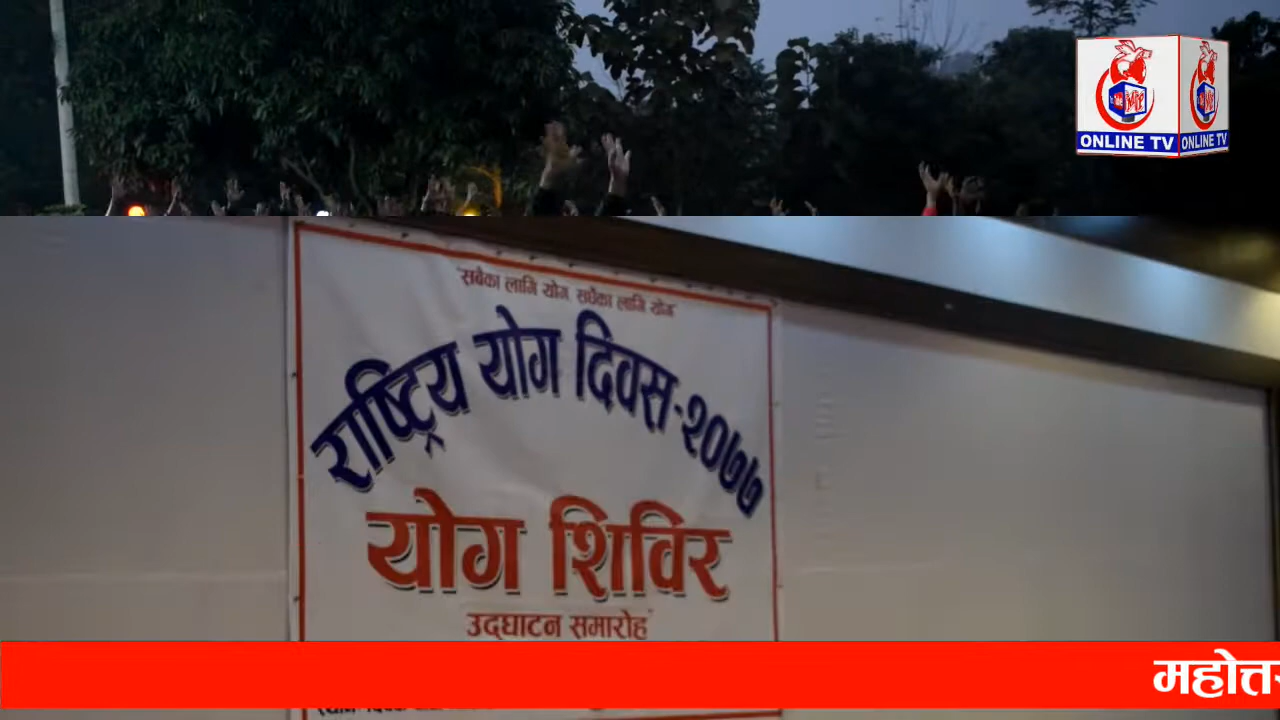 ONLINE TV
ONLINE TV
'सबैका लागि योग, सधैंका लागि योग'
राष्ट्रिय योग दिवस-२०७७
योग शिविर
उद्घाटन समारोह